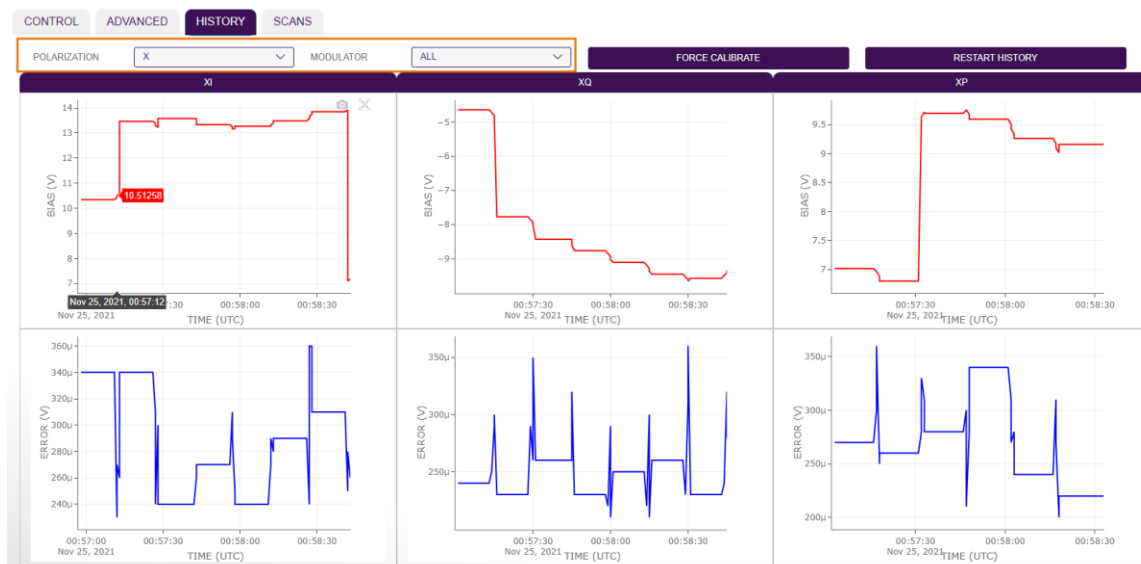 CONTROL ADVANCED HISTORY SCANS
POLARIZATION X MODULATOR ALL FORCE CALIBRATE RESTART HISTORY
XI XQ XP
14
13
12
11
10
9
8
7
BIAS (V)
10.51258
Nov 25, 2021, 00:57:12
:30 00:58:00 00:58:30
Nov 25, 2021
TIME (UTC)
−5
−6
−7
−8
−9
BIAS (V)
00:57:30 00:58:00 00:58:30
Nov 25, 2021
TIME (UTC)
9.5
9
8.5
8
7.5
7
BIAS (V)
00:57:30 00:58:00 00:58:30
Nov 25, 2021
TIME (UTC)
360μ
340μ
320μ
300μ
280μ
260μ
240μ
ERROR (V)
00:57:00 00:57:30 00:58:00 00:58:30
Nov 25, 2021
TIME (UTC)
350μ
300μ
250μ
ERROR (V)
00:57:30 00:58:00 00:58:30
Nov 25, 2021
TIME (UTC)
350μ
300μ
250μ
200μ
ERROR (V)
00:57:30 00:58:00 00:58:30
Nov 25, 2021
TIME (UTC)